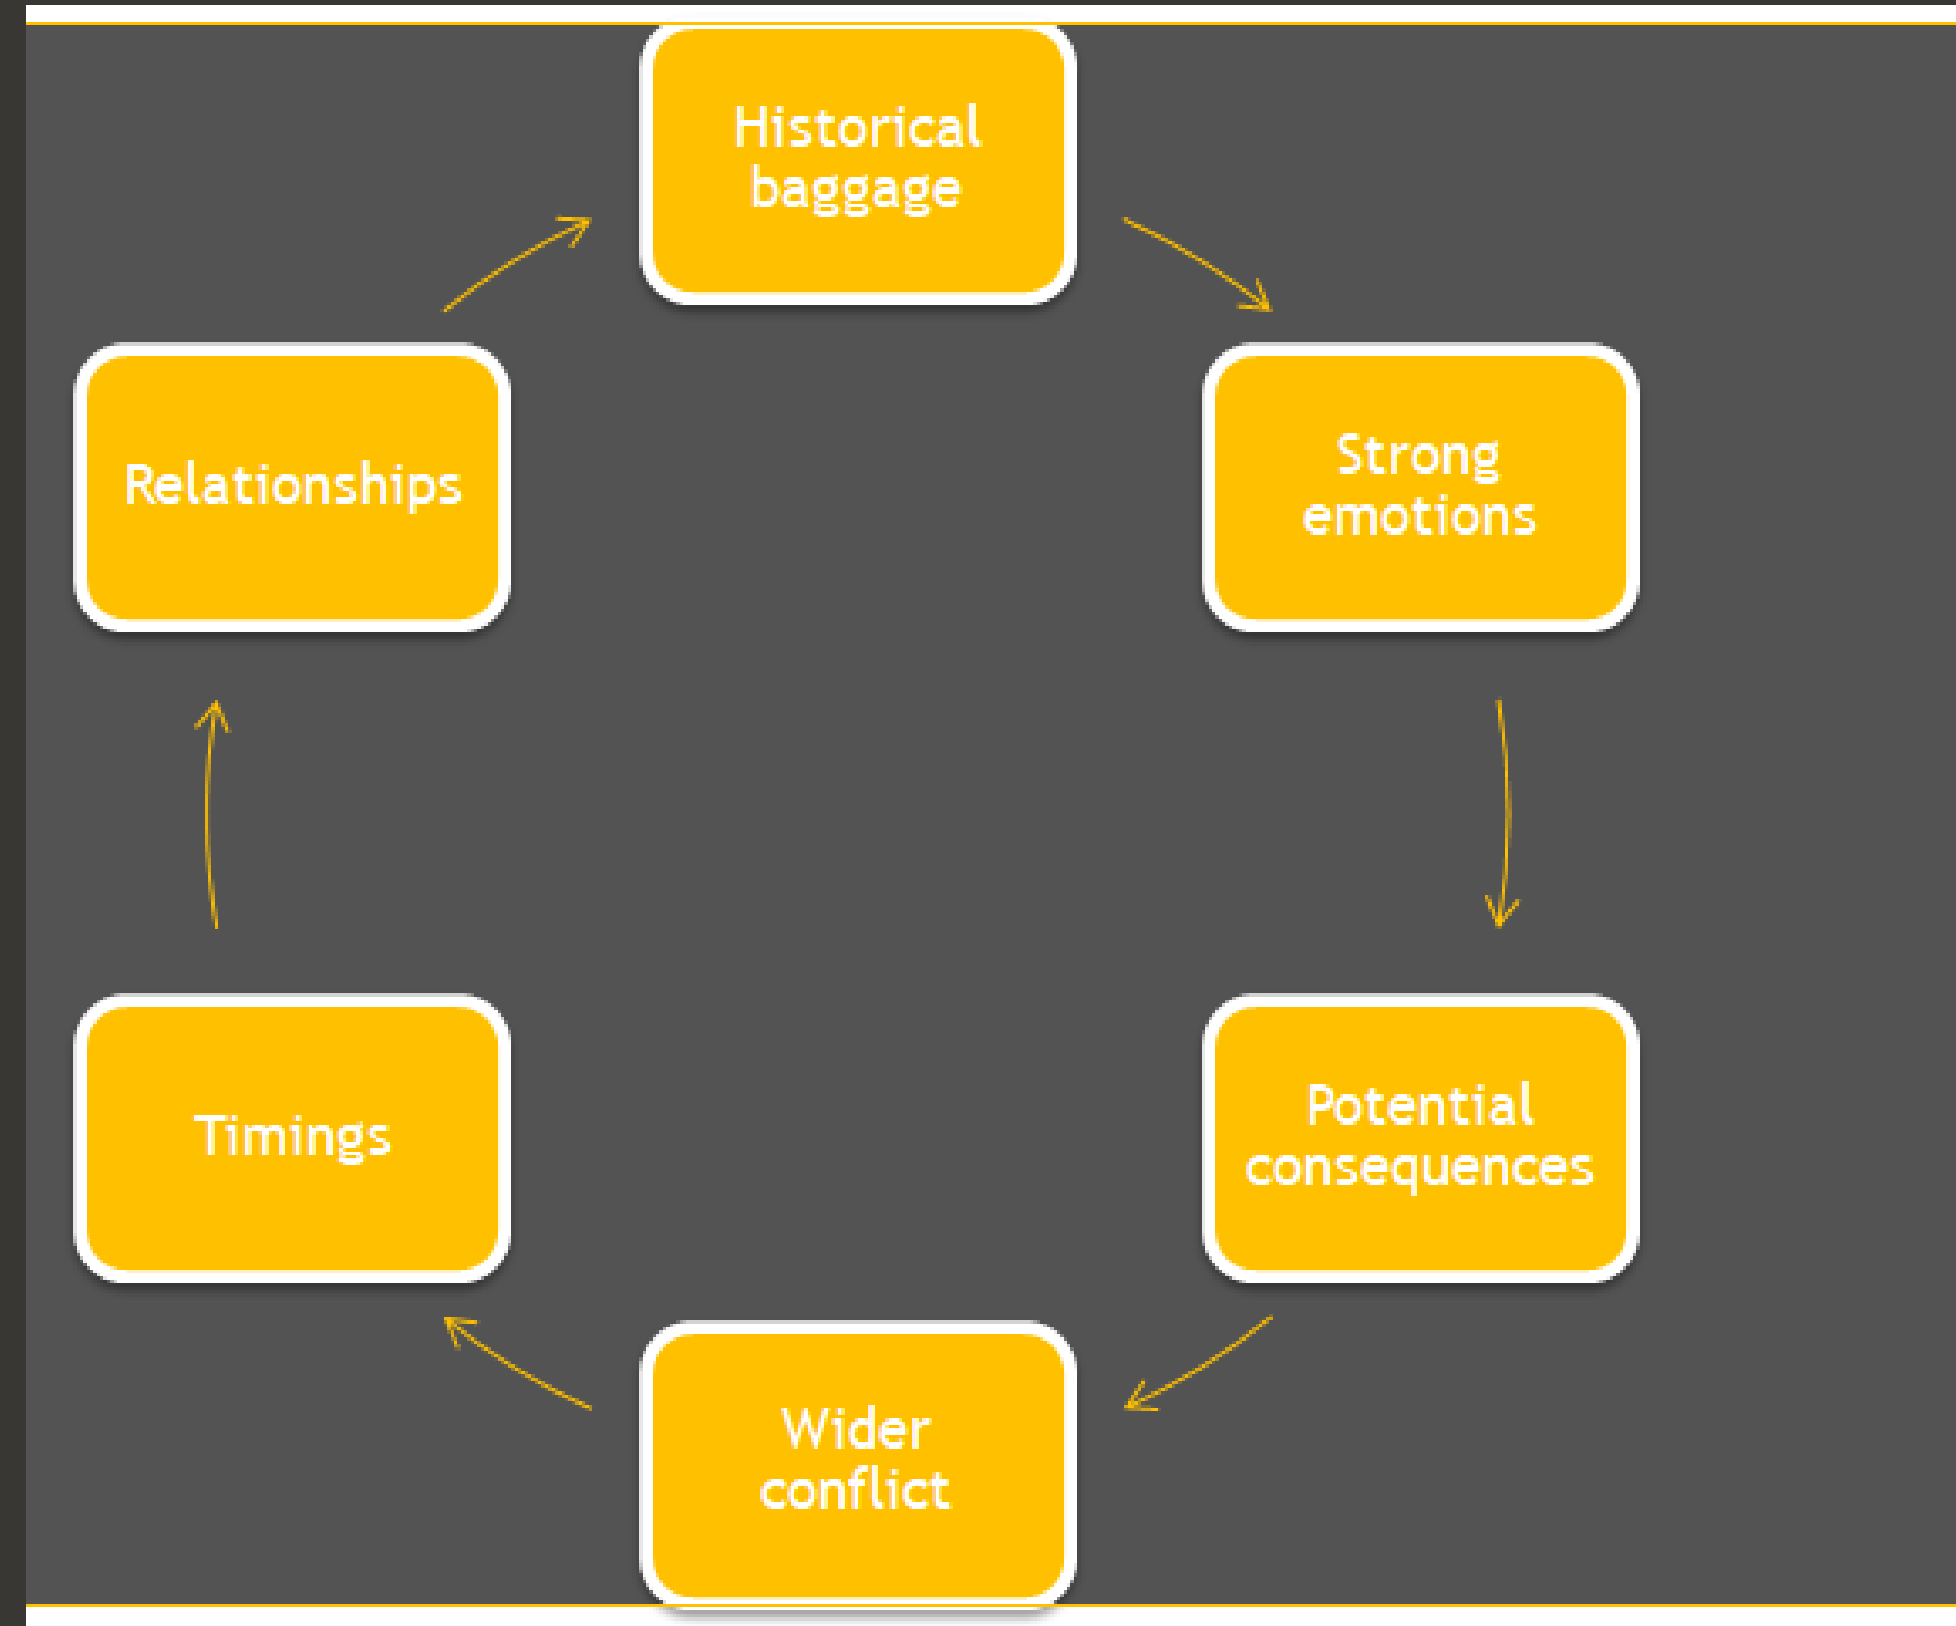 Historical
baggage
Strong
emotions
Potential
consequences
Wider
conflict
Timings
Relationships